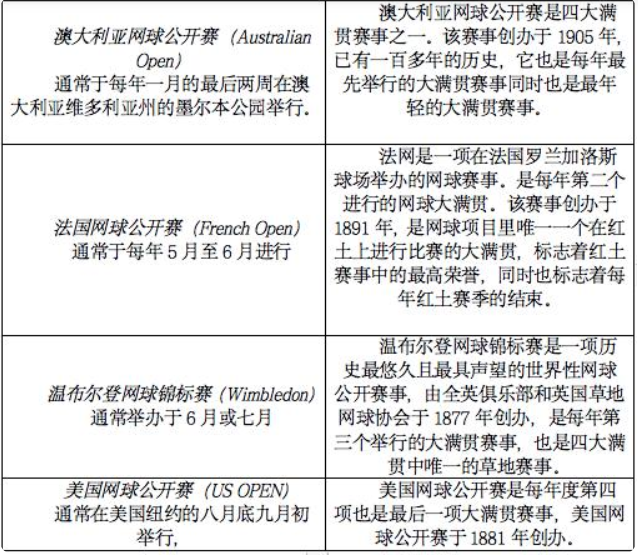 澳大利亚网球公开赛（Australian
Open）
通常于每年一月的最后两周在澳
大利亚维多利亚州的墨尔本公园举行.
澳大利亚网球公开赛是四大满
贯赛事之一。该赛事创办于 1905 年，
已有一百多年的历史，它也是每年最
先举行的大满贯赛事同时也是最年
轻的大满贯赛事。
法国网球公开赛（French Open）
通常于每年 5 月至 6 月进行
法网是一项在法国罗兰加洛斯
球场举办的网球赛事。是每年第二个
进行的网球大满贯。该赛事创办于
1891 年，是网球项目里唯一一个在红
土上进行比赛的大满贯，标志着红土
赛事中的最高荣誉，同时也标志着每
年红土赛季的结束。
温布尔登网球锦标赛（Wimbledon）
通常举办于 6 月或七月
温布尔登网球锦标赛是一项历
史最悠久且最具声望的世界性网球
公开赛事，由全英俱乐部和英国草地
网球协会于 1877 年创办，是每年第
三个举行的大满贯赛事，也是四大满
贯中唯一的草地赛事。
美国网球公开赛（US OPEN）
通常在美国纽约的八月底九月初
举行，
美国网球公开赛是每年度第四
项也是最后一项大满贯赛事，美国网
球公开赛于 1881 年创办。